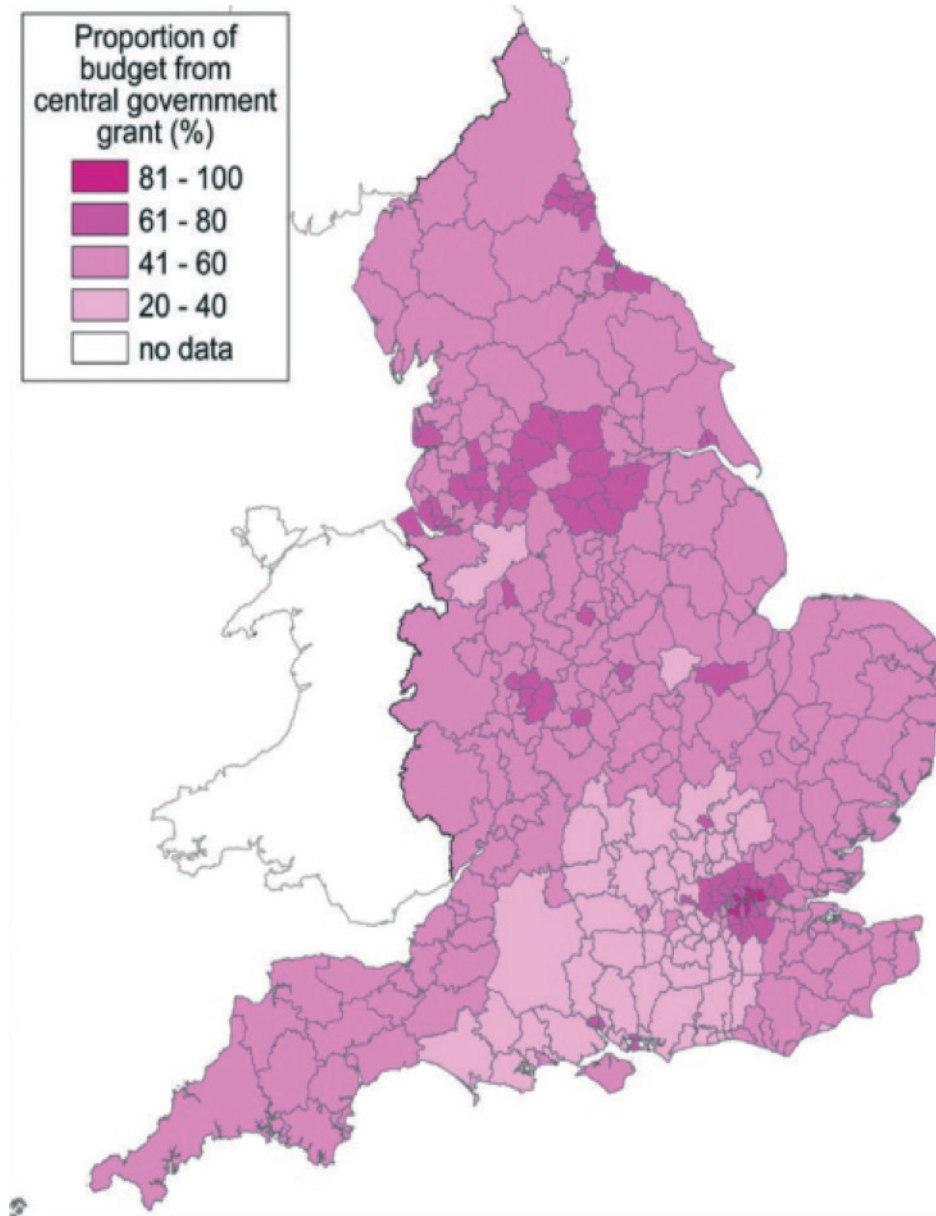 Proportion of
budget from
central government
grant (%)
81 - 100
61 - 80
41 - 60
20 - 40
no data